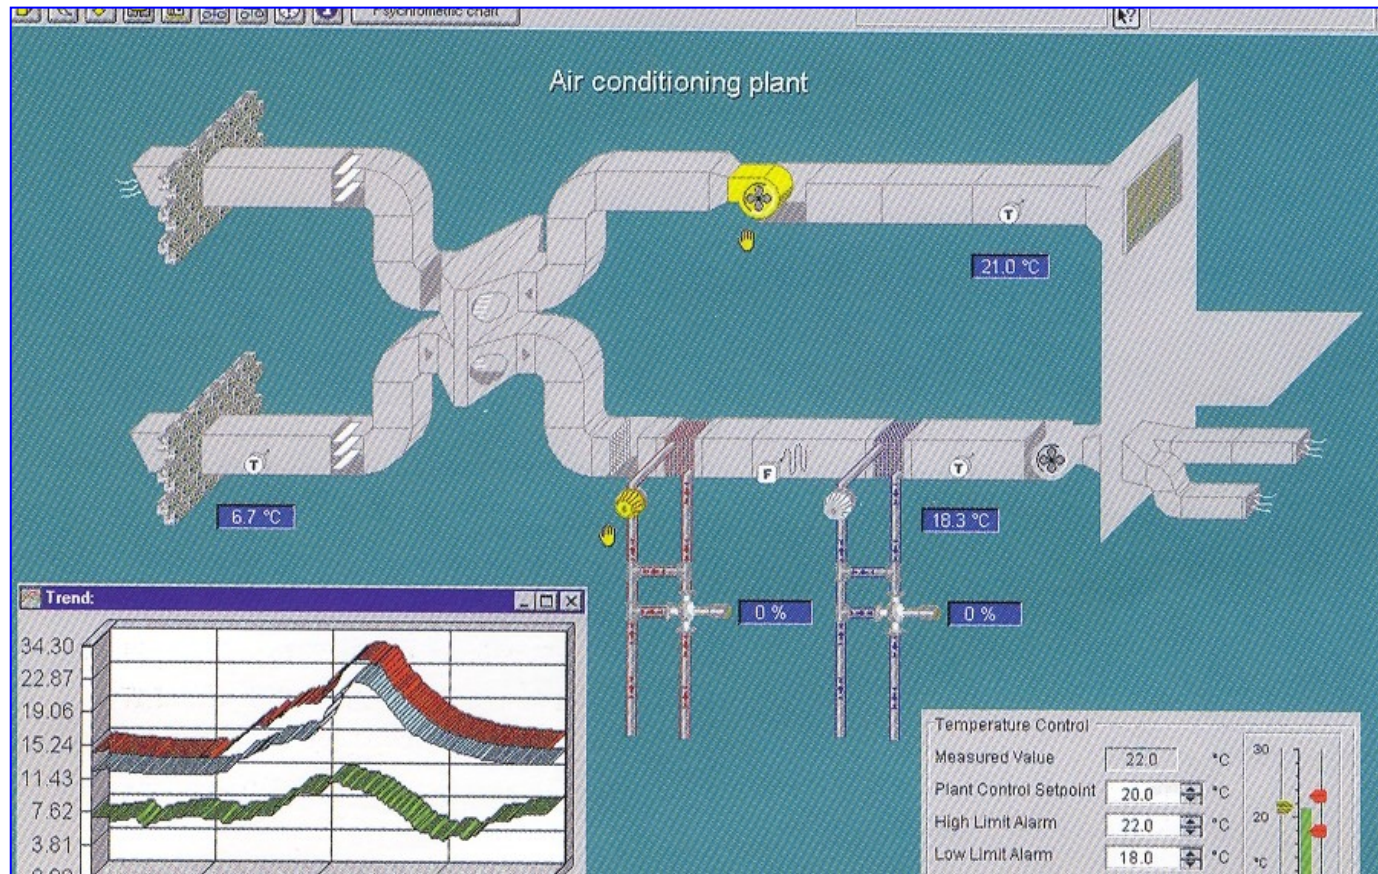 Psychrometric chart
Air conditioning plant
T
21.0 °C
T
F
T
6.7 °C
18.3 °C
0 %
0 %
Trend:
34.30
22.87
19.06
15.24
11.43
7.62
3.81
Temperature Control
Measured Value 22.0 °C
Plant Control Setpoint 20.0 °C
High Limit Alarm 22.0 °C
Low Limit Alarm 18.0 °C
30
20
°C